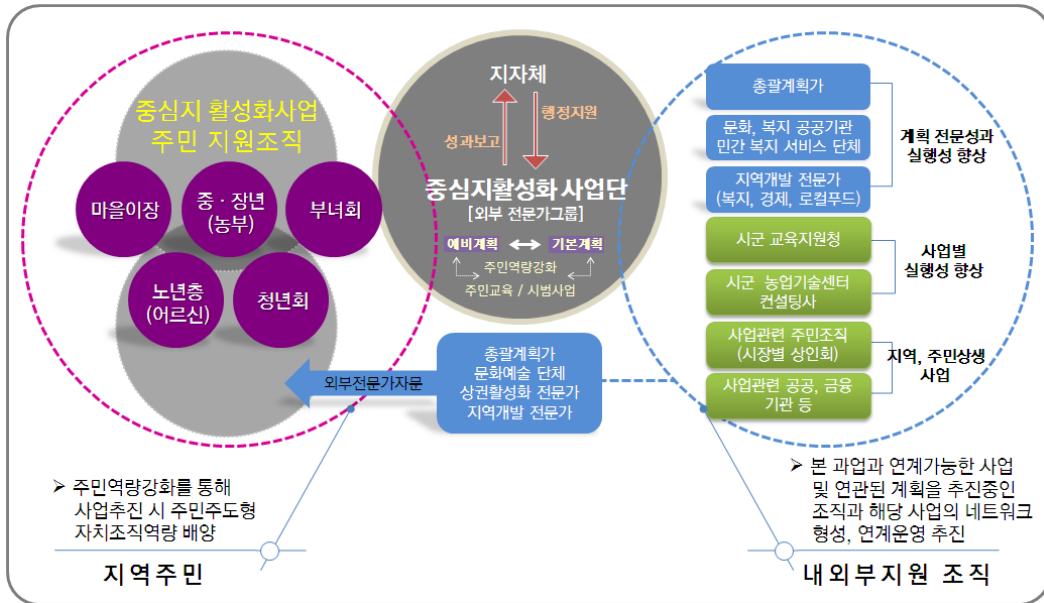 중심지 활성화사업
주민 지원조직
마을이장
중 · 장년
(농부)
부녀회
노년층
(어르신)
청년회
지자체
성과보고
행정지원
중심지활성화 사업단
[외부 전문가그룹]
예비계획
기본계획
주민역량강화
주민교육 / 시범사업
외부전문가자문
총괄계획가
문화예술 단체
상권활성화 전문가
지역개발 전문가
총괄계획가
문화, 복지 공공기관
민간 복지 서비스 단체
지역개발 전문가
(복지, 경제, 로컬푸드)
계획 전문성과
실행성 향상
시군 교육지원청
시군 농업기술센터
컨설팅사
사업별
실행성 향상
사업관련 주민조직
(시장별 상인회)
사업관련 공공, 금융
기관 등
지역, 주민상생
사업
➢ 주민역량강화를 통해
사업추진 시 주민주도형
자치조직역량 배양
지역주민
➢ 본 과업과 연계가능한 사업
및 연관된 계획을 추진중인
조직과 해당 사업의 네트워크
형성, 연계운영 추진
내외부지원 조직